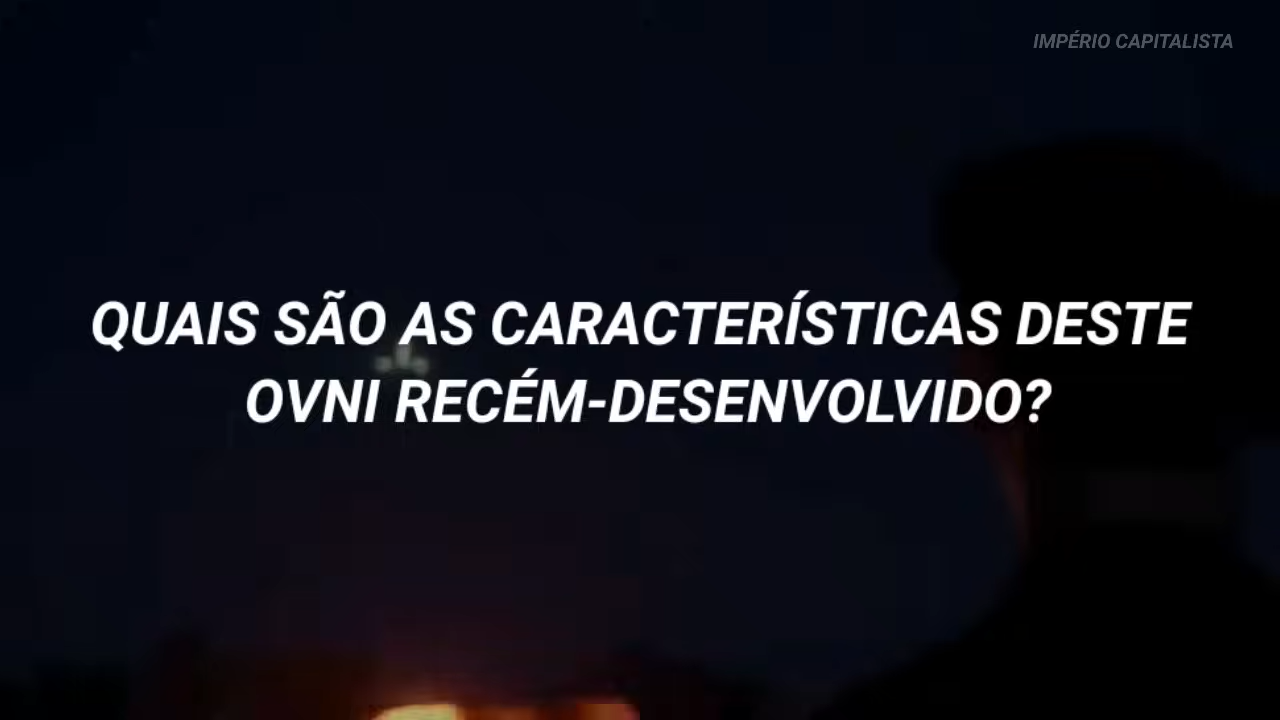 IMPÉRIO CAPITALISTA
QUAIS SÃO AS CARACTERÍSTICAS DESTE
OVNI RECÉM-DESENVOLVIDO?